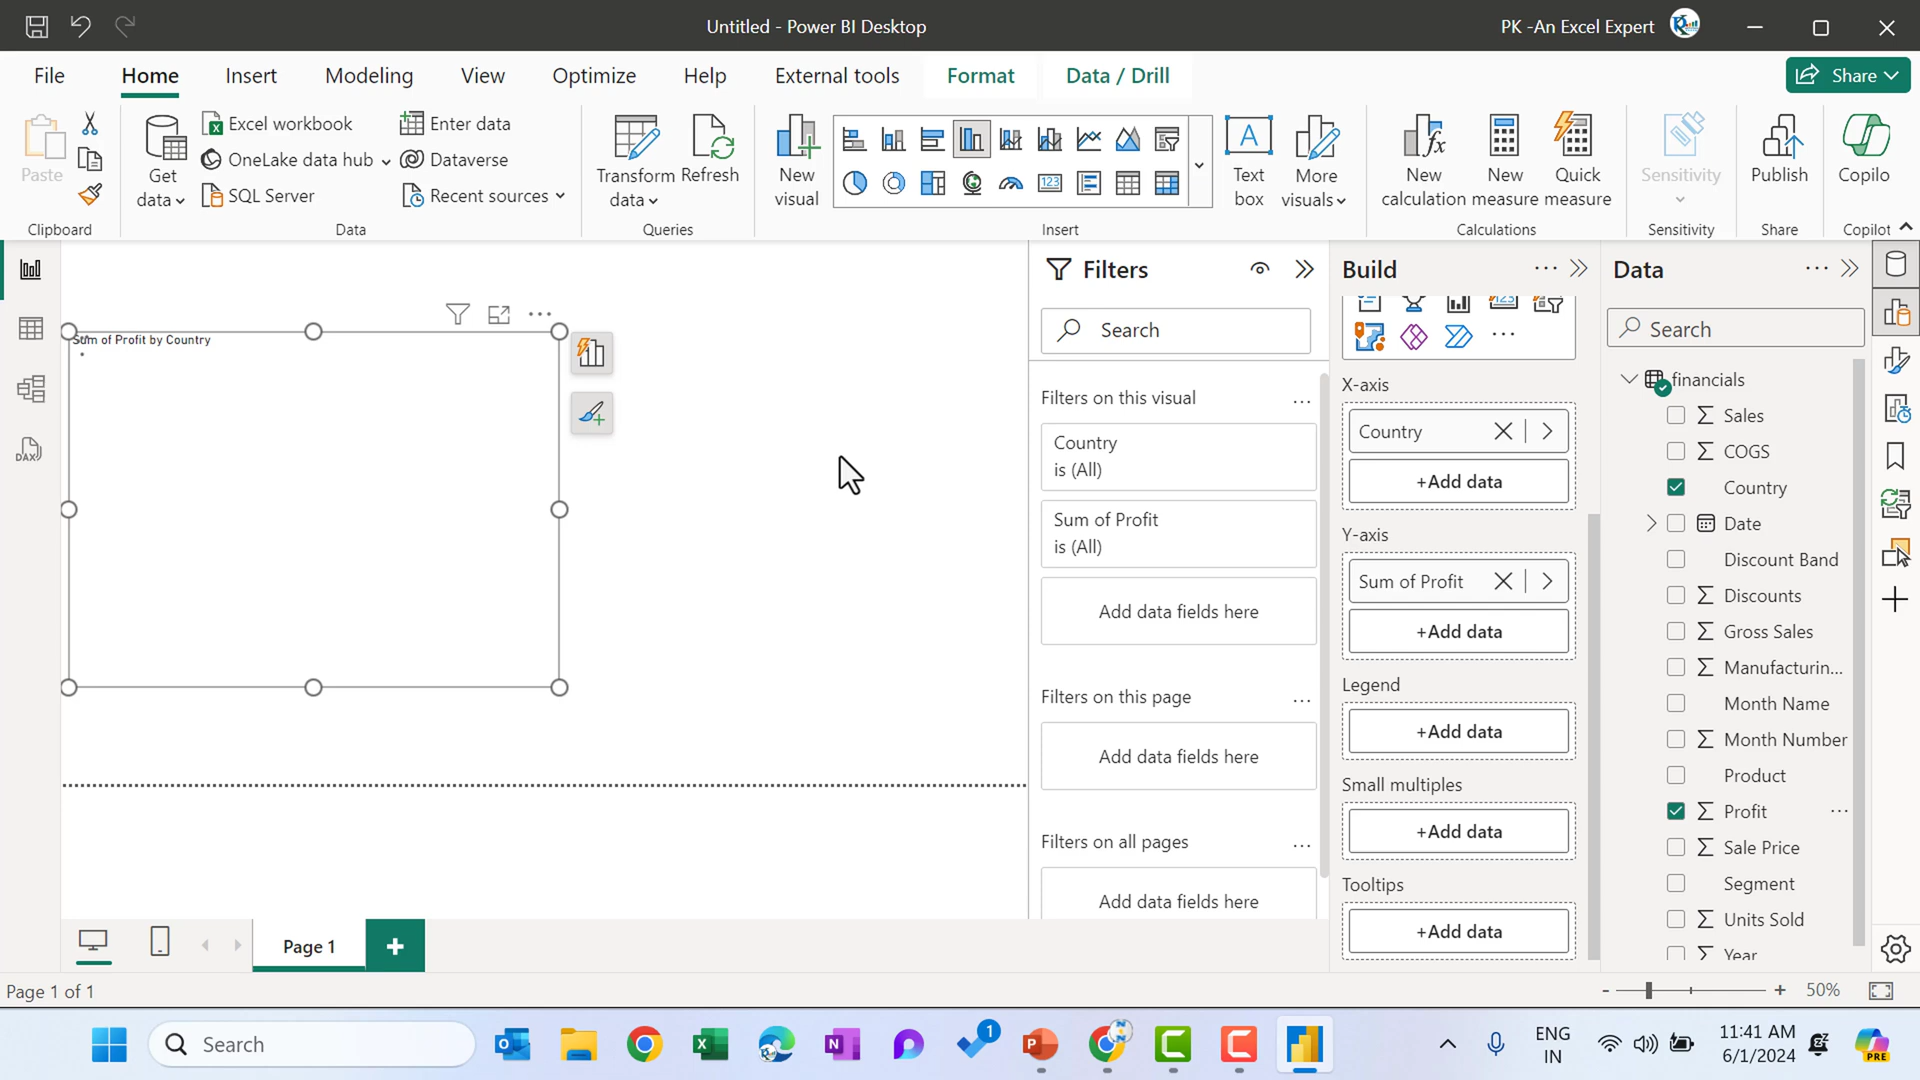 Untitled - Power BI Desktop
PK -An Excel Expert
File
Home
Insert
Modeling
View
Optimize
Help
External tools
Format
Data / Drill
Share
Paste
Get data
Excel workbook
OneLake data hub
SQL Server
Enter data
Dataverse
Recent sources
Transform data
Refresh
New visual
Text box
More visuals
New calculation
New measure
Quick measure
Sensitivity
Publish
Copilo
Clipboard
Data
Queries
Insert
Calculations
Sensitivity
Share
Copilot
Sum of Profit by Country
Filters
Search
Filters on this visual
Country
is (All)
Sum of Profit
is (All)
Add data fields here
Filters on this page
Add data fields here
Filters on all pages
Add data fields here
Build
X-axis
Country
+Add data
Y-axis
Sum of Profit
+Add data
Legend
+Add data
Small multiples
+Add data
Tooltips
+Add data
Data
Search
financials
Sales
COGS
Country
Date
Discount Band
Discounts
Gross Sales
Manufacturin...
Month Name
Month Number
Product
Profit
Sale Price
Segment
Units Sold
Year
Page 1
Page 1 of 1
50%
Search
1
ENG
IN
11:41 AM
6/1/2024
PRE